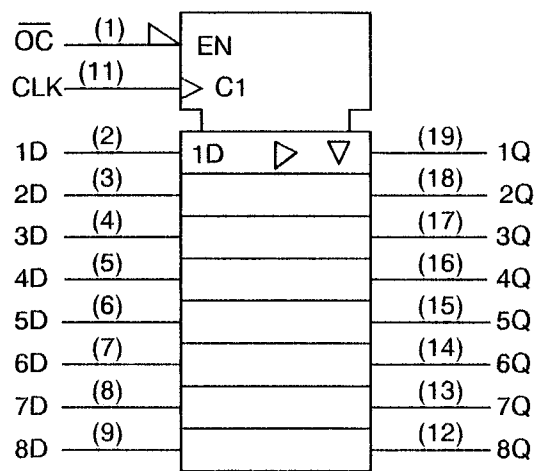 O̅C̅ (1) EN
CLK (11) C1
1D (2) 1D (19) 1Q
2D (3) (18) 2Q
3D (4) (17) 3Q
4D (5) (16) 4Q
5D (6) (15) 5Q
6D (7) (14) 6Q
7D (8) (13) 7Q
8D (9) (12) 8Q